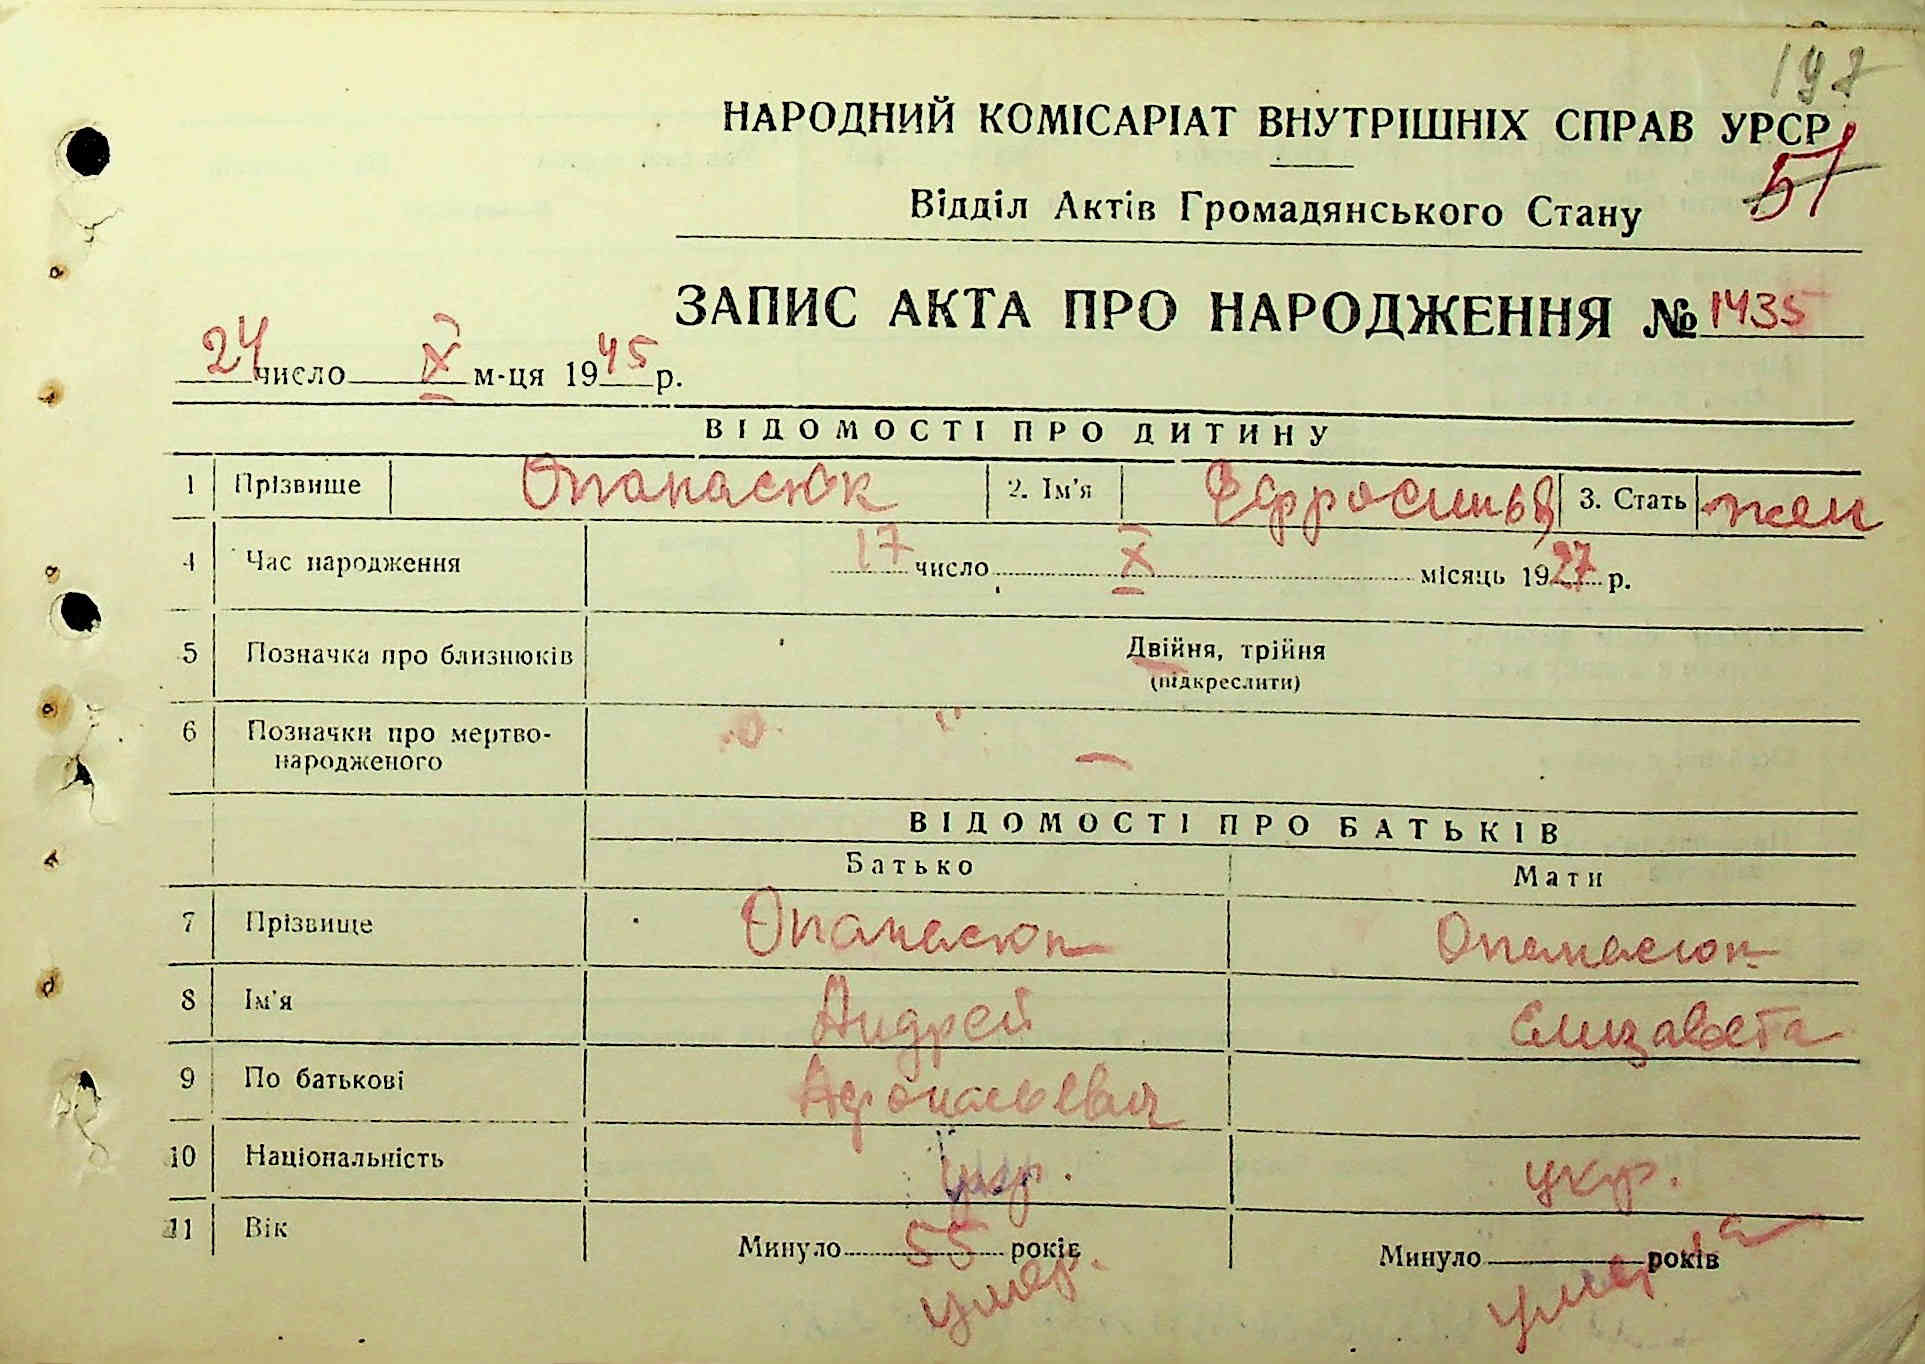 198
НАРОДНИЙ КОМІСАРІАТ ВНУТРІШНІХ СПРАВ УРСР
51
Відділ Актів Громадянського Стану
ЗАПИС АКТА ПРО НАРОДЖЕННЯ № 1435
24 число X м-ця 1945 р.
ВІДОМОСТІ ПРО ДИТИНУ
1 Прізвище Опанасюк 2. Ім'я Ефросинья 3. Стать жен
4 Час народження 17 число X місяць 1927 р.
5 Позначка про близнюків Двійня, трійня
(підкреслити)
6 Позначки про мертво-
народженого —
ВІДОМОСТІ ПРО БАТЬКІВ
Батько Мати
7 Прізвище Опанасюк Опанасюк
8 Ім'я Андрей Елизавета
9 По батькові Афонасьевич
10 Національність укр. укр.
11 Вік Минуло 55 років Минуло років
умер. умерла